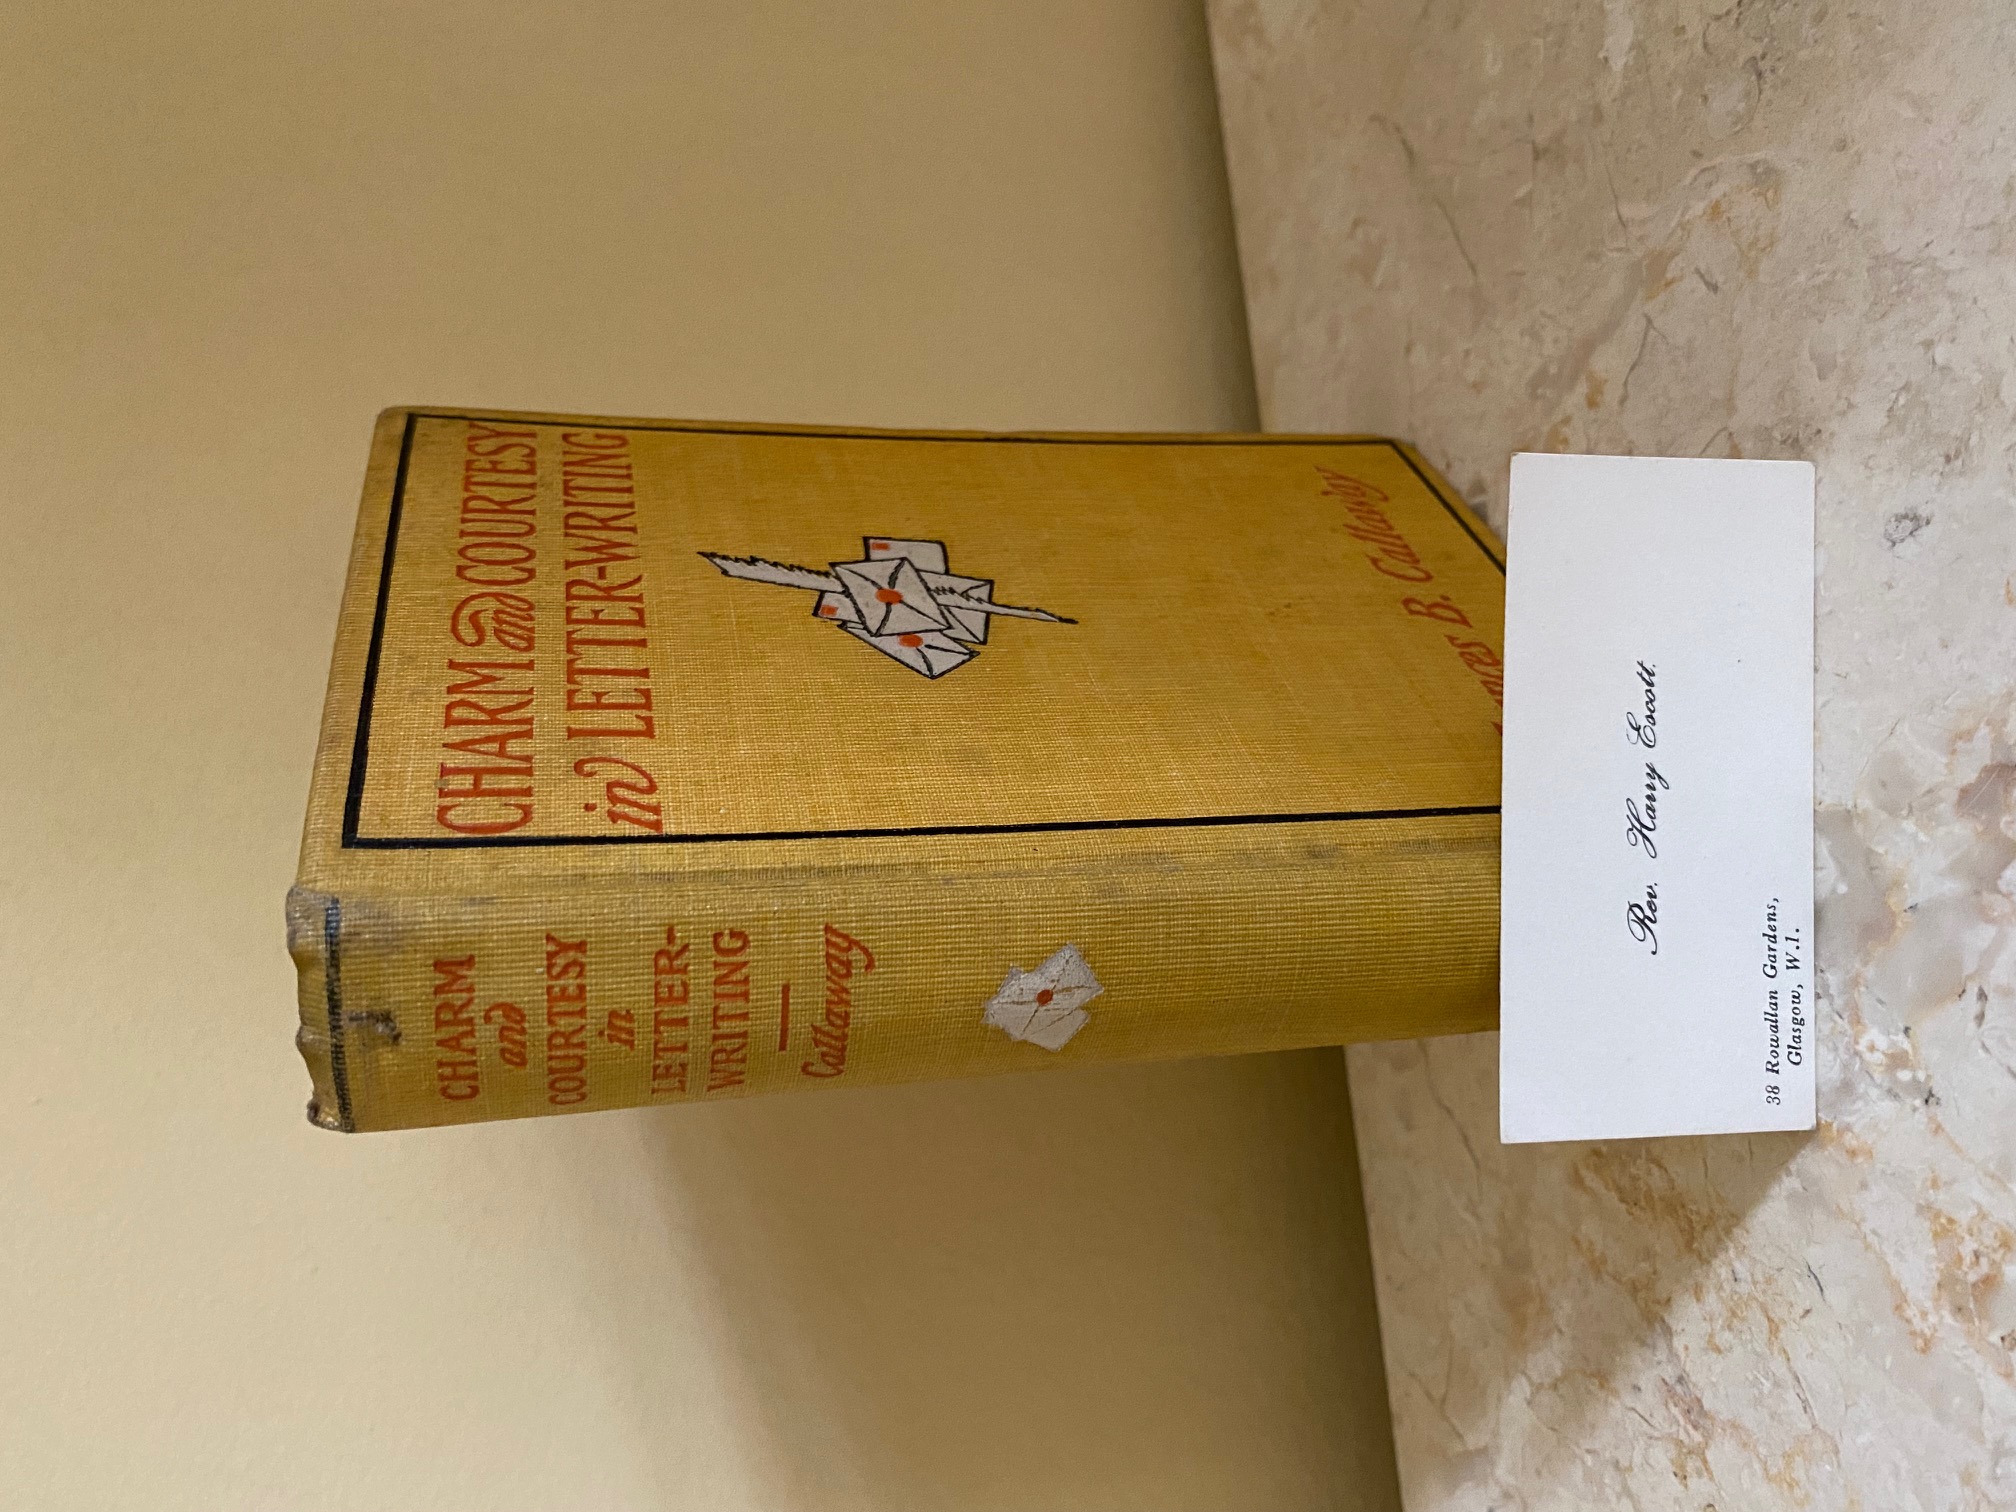 CHARM and COURTESY
in LETTER-WRITING
B. Callaway
CHARM
and
COURTESY
in
LETTER-
WRITING
Callaway
Rev. Harry Escott.
38 Rowallan Gardens,
Glasgow, W.1.